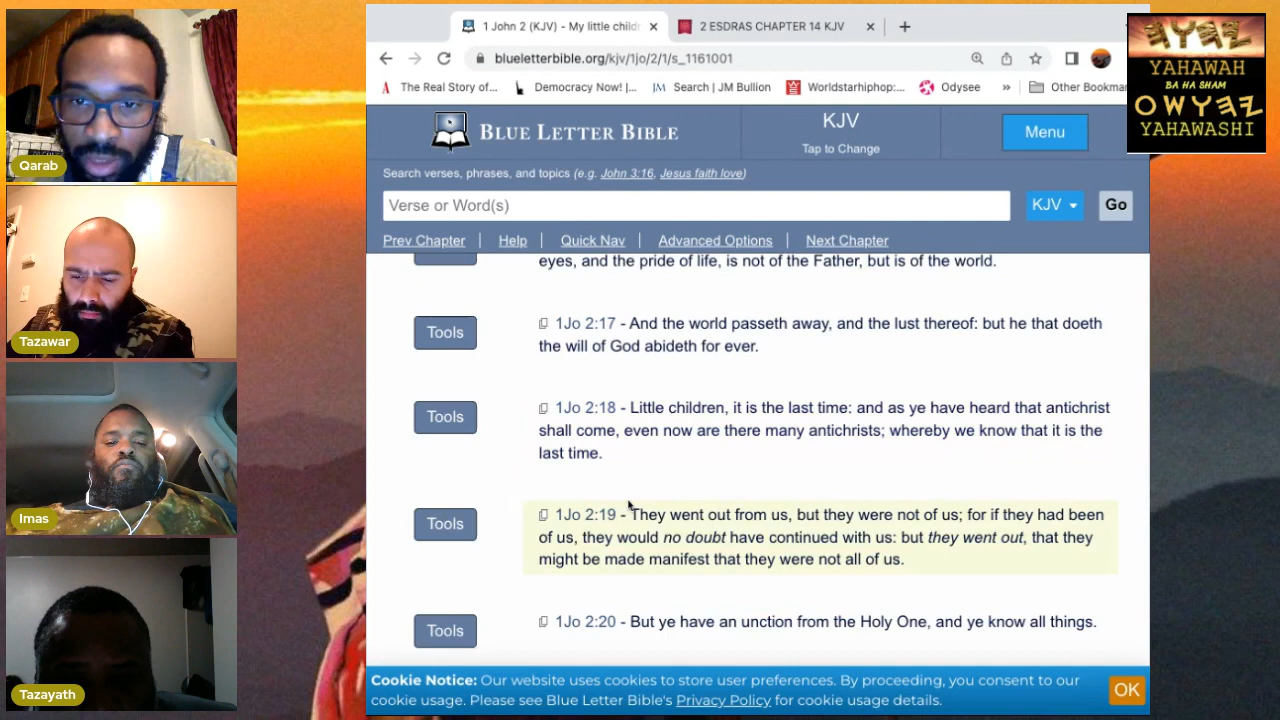 Qarab
Tazawar
Imas
Tazayath
1 John 2 (KJV) - My little childr
2 ESDRAS CHAPTER 14 KJV
blueletterbible.org/kjv/1jo/2/1/s_1161001
The Real Story of...
Democracy Now! |...
JM Search | JM Bullion
Worldstarhiphop:...
Odysee
»
Other Bookmar
BLUE LETTER BIBLE
KJV
Tap to Change
Menu
Search verses, phrases, and topics (e.g. John 3:16, Jesus faith love)
Verse or Word(s)
KJV
Go
Prev Chapter | Help | Quick Nav | Advanced Options | Next Chapter
eyes, and the pride of life, is not of the Father, but is of the world.
Tools
1Jo 2:17 - And the world passeth away, and the lust thereof: but he that doeth
the will of God abideth for ever.
Tools
1Jo 2:18 - Little children, it is the last time: and as ye have heard that antichrist
shall come, even now are there many antichrists; whereby we know that it is the
last time.
Tools
1Jo 2:19 - They went out from us, but they were not of us; for if they had been
of us, they would no doubt have continued with us: but they went out, that they
might be made manifest that they were not all of us.
Tools
1Jo 2:20 - But ye have an unction from the Holy One, and ye know all things.
Cookie Notice: Our website uses cookies to store user preferences. By proceeding, you consent to our
cookie usage. Please see Blue Letter Bible's Privacy Policy for cookie usage details.
OK
YAHAWAH
BA HA SHAM
YAHAWASHI